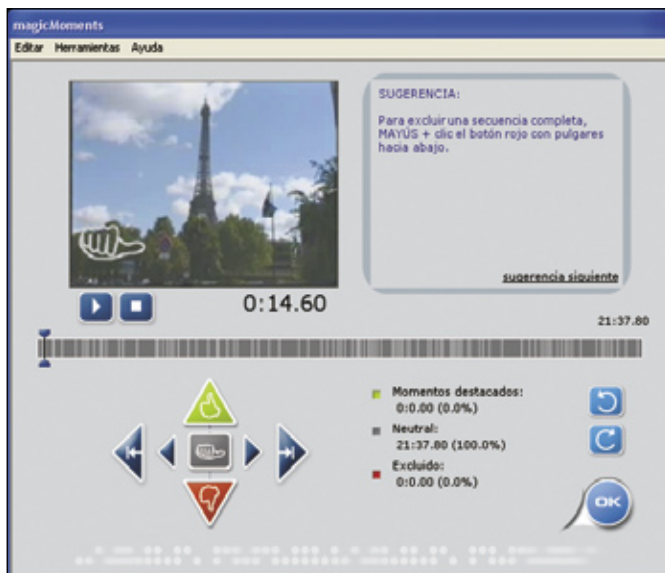 magicMoments
Editar Herramientas Ayuda
SUGERENCIA:
Para excluir una secuencia completa,
MAYÚS + clic el botón rojo con pulgares
hacia abajo.
sugerencia siguiente
0:14.60
21:37.80
Momentos destacados:
0:0.00 (0.0%)
Neutral:
21:37.80 (100.0%)
Excluido:
0:0.00 (0.0%)
OK